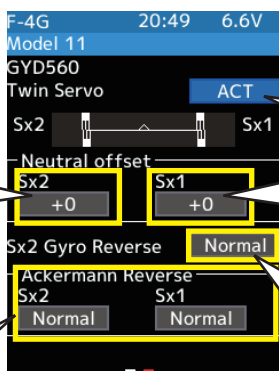 F-4G 20:49 6.6V
Model 11
GYD560
Twin Servo ACT
Sx2 Sx1
Neutral offset
Sx2 Sx1
+0 +0
Sx2 Gyro Reverse Normal
Ackermann Reverse
Sx2 Sx1
Normal Normal